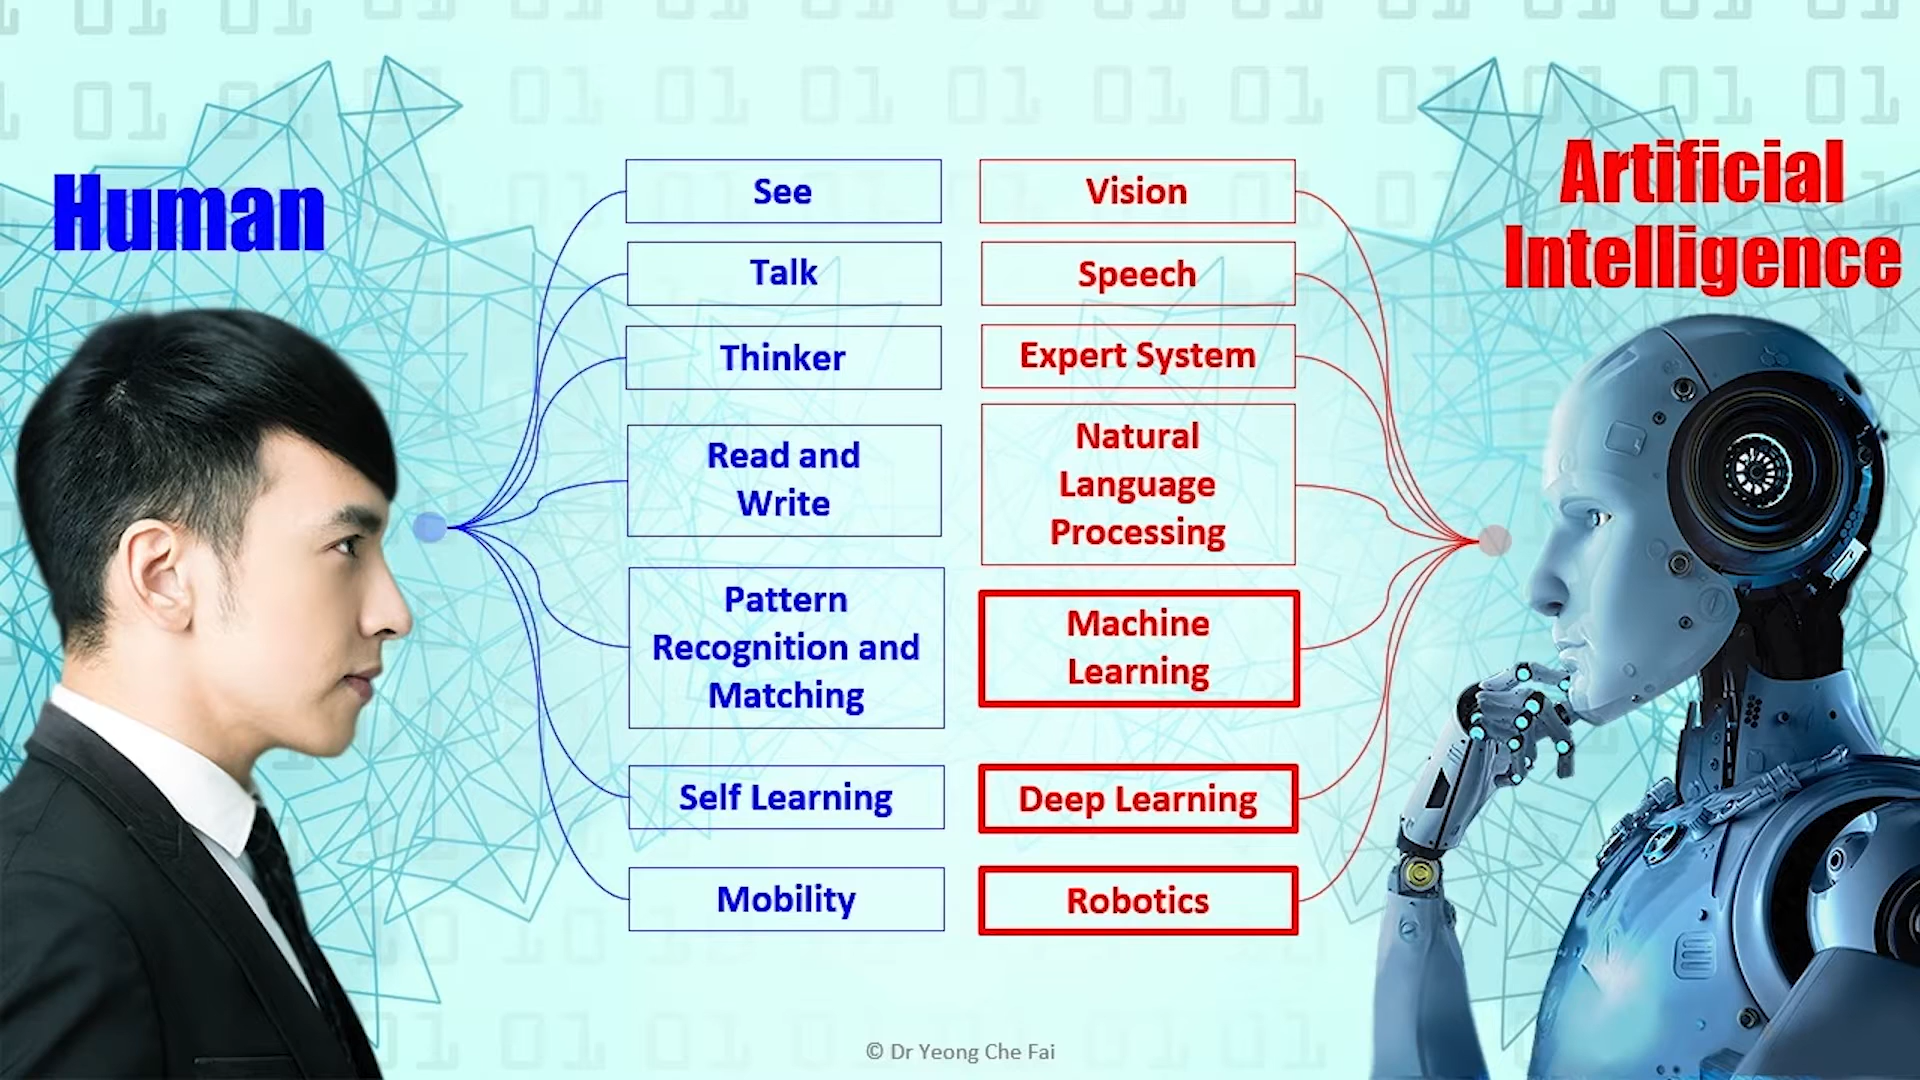 Human
See
Talk
Thinker
Read and
Write
Pattern
Recognition and
Matching
Self Learning
Mobility
Vision
Speech
Expert System
Natural
Language
Processing
Machine
Learning
Deep Learning
Robotics
Artificial
Intelligence
© Dr Yeong Che Fai